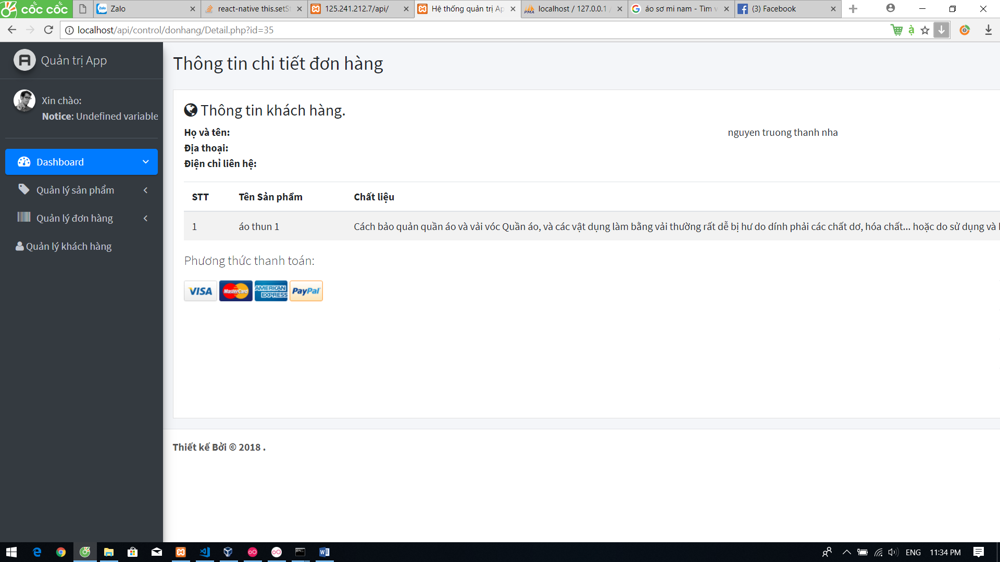 cốc cốc
Zalo
Zalo
react-native this.setSt
125.241.212.7/api/
Hệ thống quản trị Ap
PMA
localhost / 127.0.0.1 /
áo sơ mi nam - Tìm v
(3) Facebook
localhost/api/control/donhang/Detail.php?id=35
Quản trị App
Xin chào:
Notice: Undefined variable
Dashboard
Quản lý sản phẩm
Quản lý đơn hàng
Quản lý khách hàng
Thông tin chi tiết đơn hàng
Thông tin khách hàng.
Họ và tên:
nguyen truong thanh nha
Địa thoại:
Điện chỉ liên hệ:
STT
Tên Sản phẩm
Chất liệu
1
áo thun 1
Cách bảo quản quần áo và vải vóc Quần áo, và các vật dụng làm bằng vải thường rất dễ bị hư do dính phải các chất dơ, hóa chất... hoặc do sử dụng và
Phương thức thanh toán:
VISA
MasterCard
AMERICAN EXPRESS
PayPal
Thiết kế Bởi © 2018 .
ENG
11:34 PM